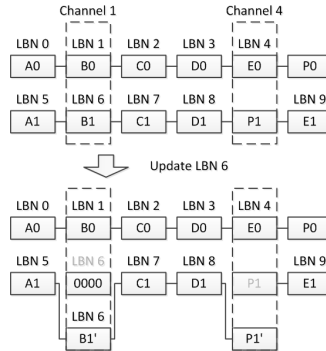 Channel 1 Channel 4
LBN 0 LBN 1 LBN 2 LBN 3 LBN 4
A0 B0 C0 D0 E0 P0
LBN 5 LBN 6 LBN 7 LBN 8 LBN 9
A1 B1 C1 D1 P1 E1
Update LBN 6
LBN 0 LBN 1 LBN 2 LBN 3 LBN 4
A0 B0 C0 D0 E0 P0
LBN 5 LBN 6 LBN 7 LBN 8 LBN 9
A1 0000 C1 D1 P1 E1
LBN 6
B1' P1'